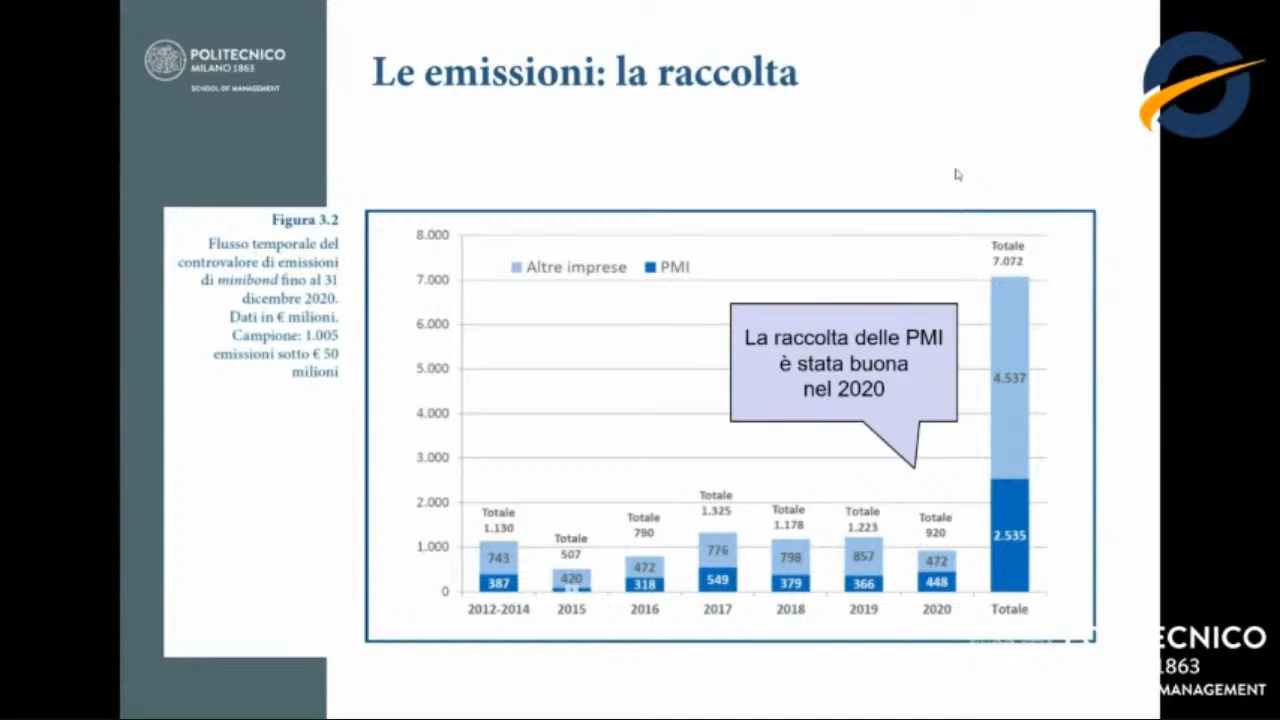 POLITECNICO
MILANO 1863
SCHOOL OF MANAGEMENT
Le emissioni: la raccolta
Figura 3.2
Flusso temporale del
controvalore di emissioni
di minibond fino al 31
dicembre 2020.
Dati in € milioni.
Campione: 1.005
emissioni sotto € 50
milioni
8.000
7.000
6.000
5.000
4.000
3.000
2.000
1.000
0
Altre imprese
PMI
La raccolta delle PMI
è stata buona
nel 2020
Totale
1.130
743
387
2012-2014
Totale
507
420
2015
Totale
790
472
318
2016
Totale
1.325
776
549
2017
Totale
1.178
798
379
2018
Totale
1.223
857
366
2019
Totale
920
472
448
2020
Totale
7.072
4.537
2.535
Totale
ECNICO
1863
MANAGEMENT